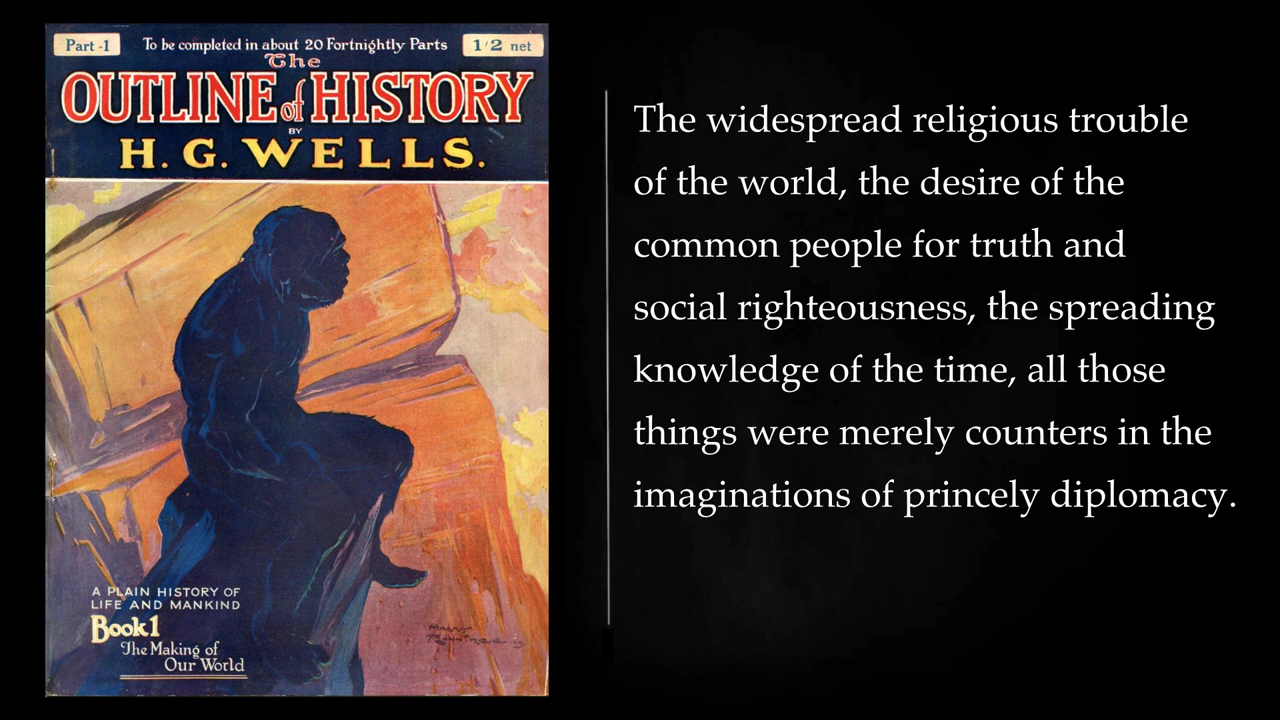 Part -1
To be completed in about 20 Fortnightly Parts
1/2 net
The
OUTLINE of HISTORY
BY
H. G. WELLS.
A PLAIN HISTORY OF
LIFE AND MANKIND
Book 1
The Making of
Our World
The widespread religious trouble
of the world, the desire of the
common people for truth and
social righteousness, the spreading
knowledge of the time, all those
things were merely counters in the
imaginations of princely diplomacy.